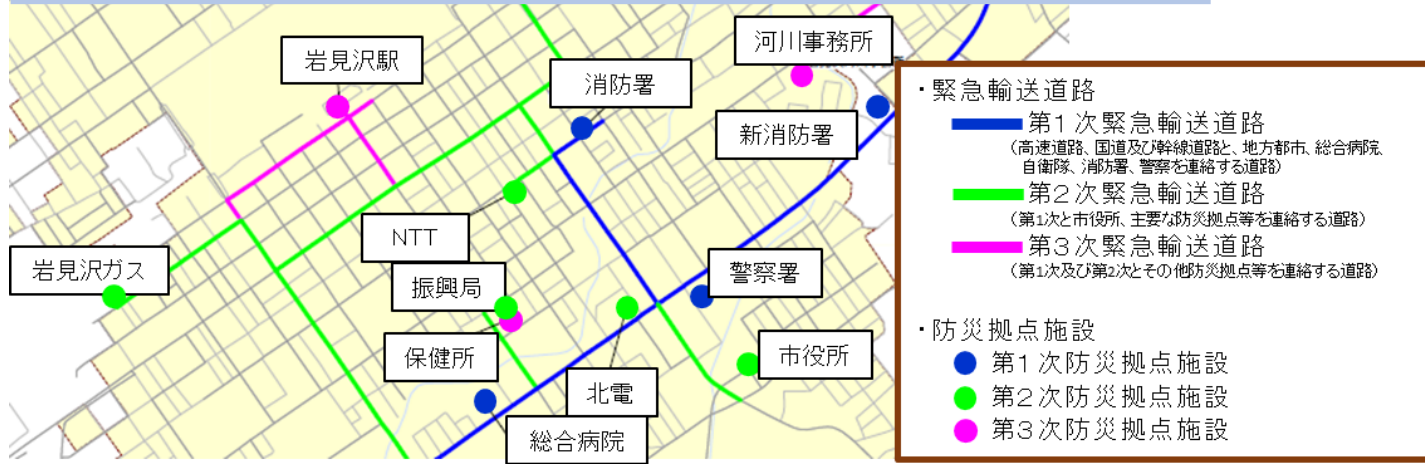 河川事務所
岩見沢駅
消防署
新消防署
NTT
岩見沢ガス
振興局
警察署
保健所
市役所
北電
総合病院
・緊急輸送道路
第1次緊急輸送道路
(高速道路、国道及び幹線道路と、地方都市、総合病院、
自衛隊、消防署、警察を連絡する道路)
第2次緊急輸送道路
(第1次と市役所、主要な防災拠点等を連絡する道路)
第3次緊急輸送道路
(第1次及び第2次とその他防災拠点等を連絡する道路)
・防災拠点施設
第1次防災拠点施設
第2次防災拠点施設
第3次防災拠点施設